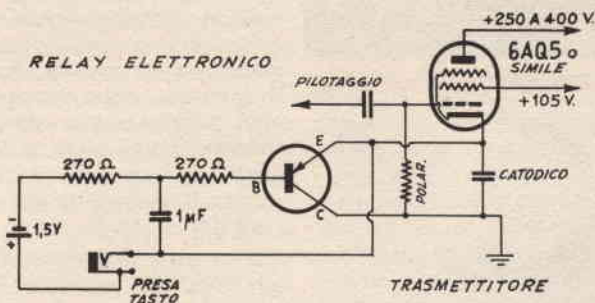 +250 A 400 V.
RELAY ELETTRONICO
6AQ5 o
SIMILE
PILOTAGGIO
+105 V.
270 Ω
270 Ω
E
B
C
POLAR.
CATODICO
1µF
-
+
1,5V
PRESA
TASTO
TRASMETTITORE